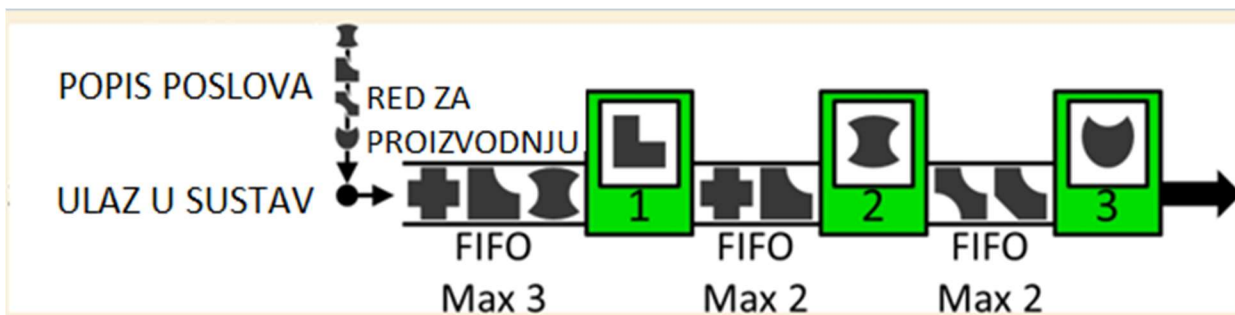 POPIS POSLOVA
RED ZA
PROIZVODNJU
ULAZ U SUSTAV
1
2
3
FIFO
Max 3
FIFO
Max 2
FIFO
Max 2